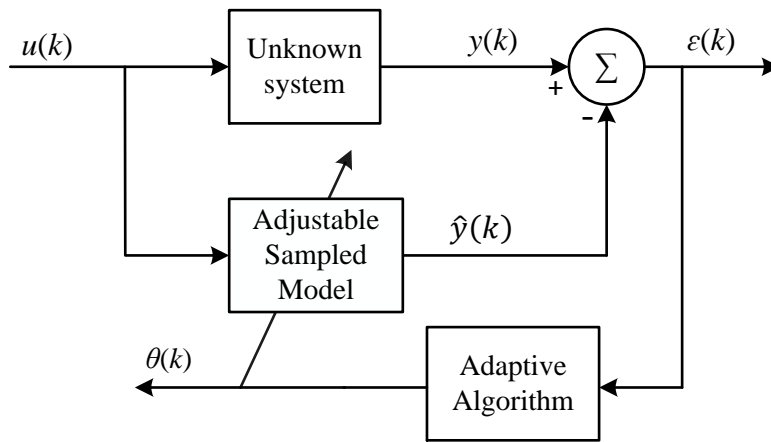 u(k)
Unknown
system
y(k)
Σ
ε(k)
+
-
Adjustable
Sampled
Model
ŷ(k)
θ(k)
Adaptive
Algorithm